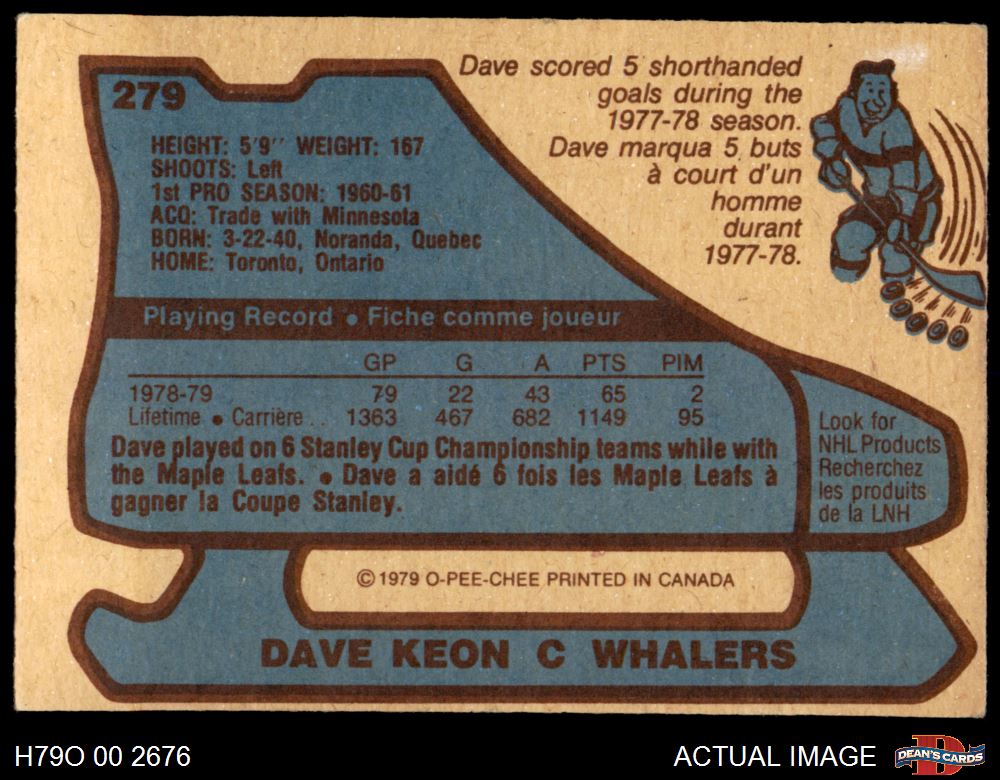 279
Dave scored 5 shorthanded
goals during the
1977-78 season.
Dave marqua 5 buts
à court d'un
homme
durant
1977-78.
HEIGHT: 5'9'' WEIGHT: 167
SHOOTS: Left
1st PRO SEASON: 1960-61
ACQ: Trade with Minnesota
BORN: 3-22-40, Noranda, Quebec
HOME: Toronto, Ontario
Playing Record • Fiche comme joueur
GP G A PTS PIM
1978-79 79 22 43 65 2
Lifetime • Carrière.. 1363 467 682 1149 95
Dave played on 6 Stanley Cup Championship teams while with
the Maple Leafs. • Dave a aidé 6 fois les Maple Leafs à
gagner la Coupe Stanley.
Look for
NHL Products
Recherchez
les produits
de la LNH
© 1979 O-PEE-CHEE PRINTED IN CANADA
DAVE KEON C WHALERS
H79O 00 2676
ACTUAL IMAGE
DEAN'S CARDS